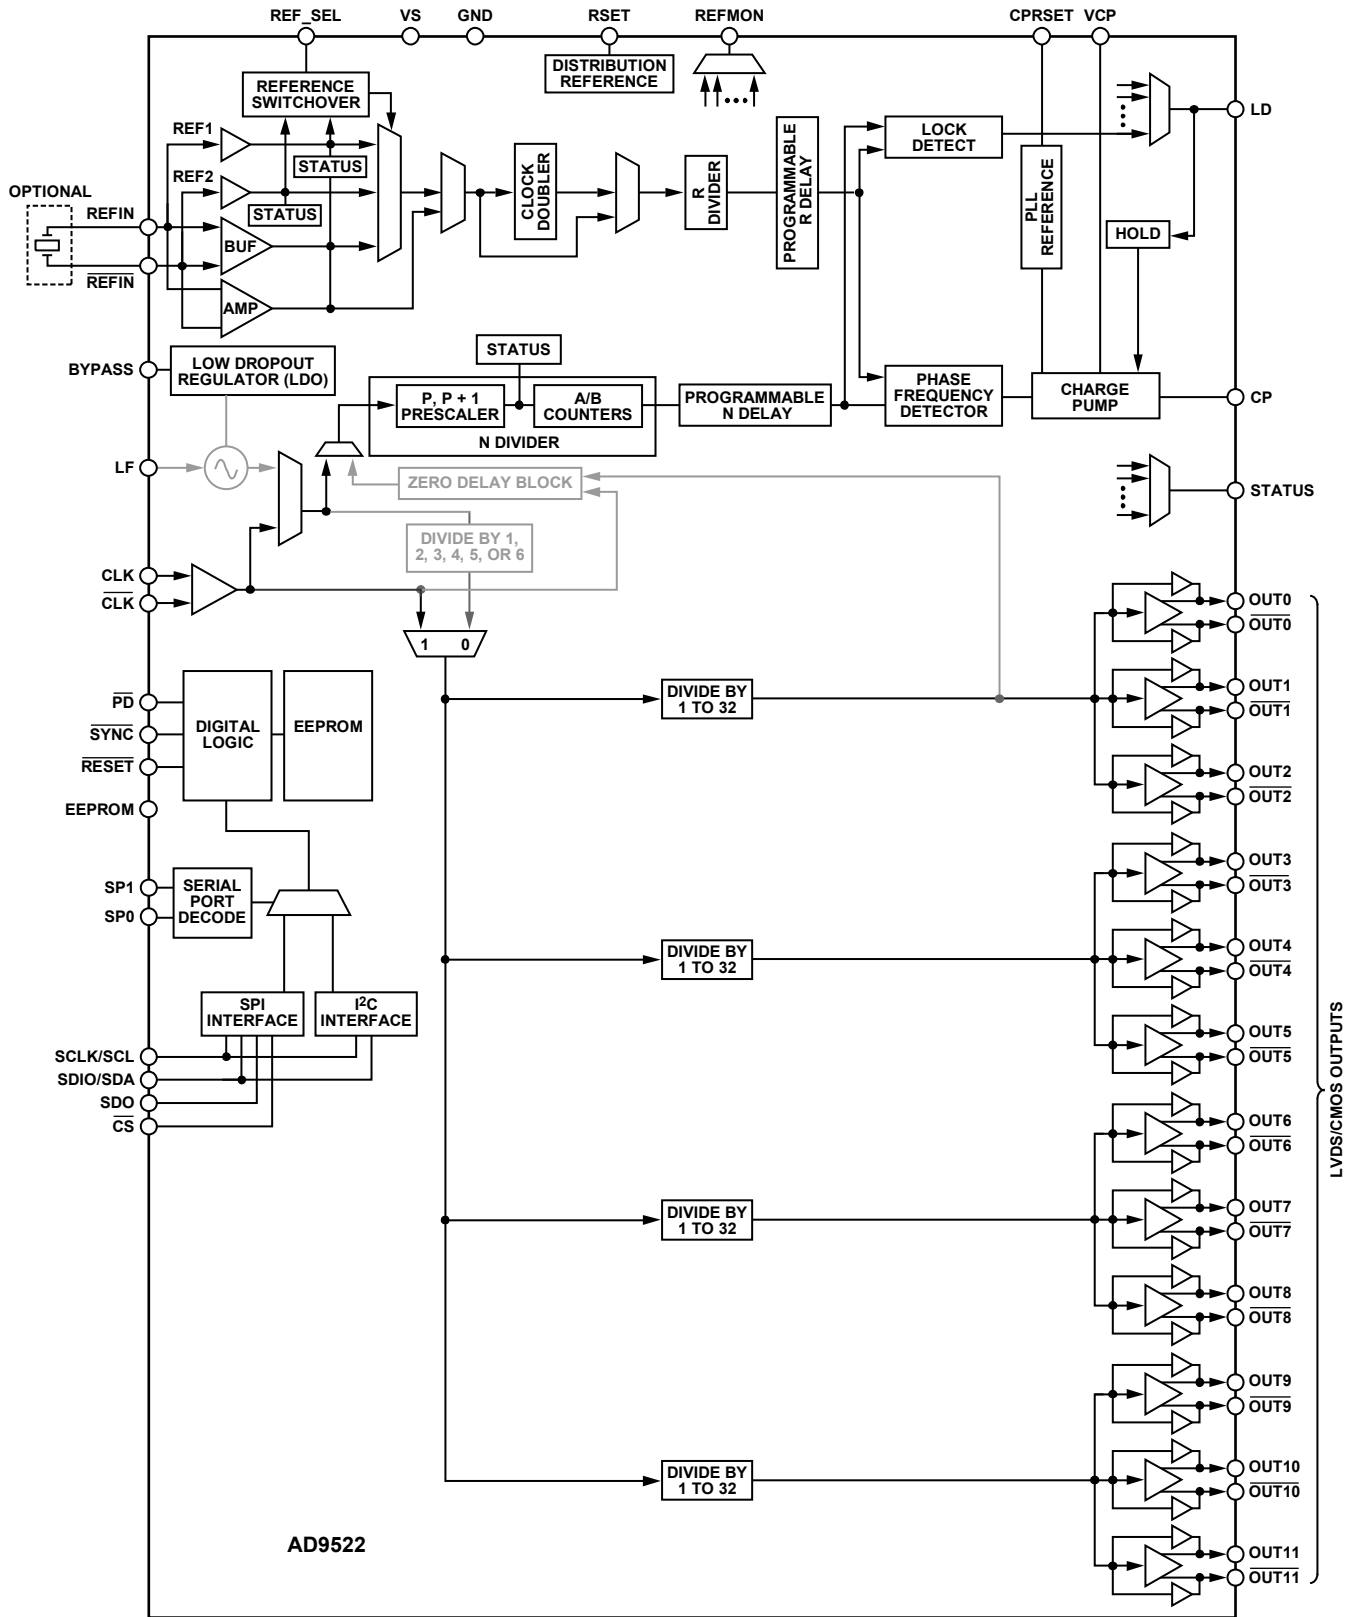 REF_SEL
VS
GND
RSET
REFMON
CPRSET
VCP
DISTRIBUTION
REFERENCE
REFERENCE
SWITCHOVER
LD
REF1
STATUS
LOCK
DETECT
PROGRAMMABLE
R DELAY
REF2
STATUS
CLOCK
DOUBLER
R
DIVIDER
PLL
REFERENCE
OPTIONAL
REFIN
BUF
HOLD
REFIN
AMP
STATUS
BYPASS
LOW DROPOUT
REGULATOR (LDO)
P, P + 1
PRESCALER
A/B
COUNTERS
N DIVIDER
PROGRAMMABLE
N DELAY
PHASE
FREQUENCY
DETECTOR
CHARGE
PUMP
CP
LF
ZERO DELAY BLOCK
STATUS
DIVIDE BY 1,
2, 3, 4, 5, OR 6
CLK
CLK
OUT0
OUT0
1
0
PD
SYNC
RESET
DIGITAL
LOGIC
EEPROM
DIVIDE BY
1 TO 32
OUT1
OUT1
OUT2
OUT2
EEPROM
SP1
SP0
SERIAL
PORT
DECODE
OUT3
OUT3
DIVIDE BY
1 TO 32
OUT4
OUT4
SPI
INTERFACE
I2C
INTERFACE
OUT5
OUT5
SCLK/SCL
SDIO/SDA
SDO
CS
LVDS/CMOS OUTPUTS
OUT6
OUT6
DIVIDE BY
1 TO 32
OUT7
OUT7
OUT8
OUT8
OUT9
OUT9
DIVIDE BY
1 TO 32
OUT10
OUT10
AD9522
OUT11
OUT11